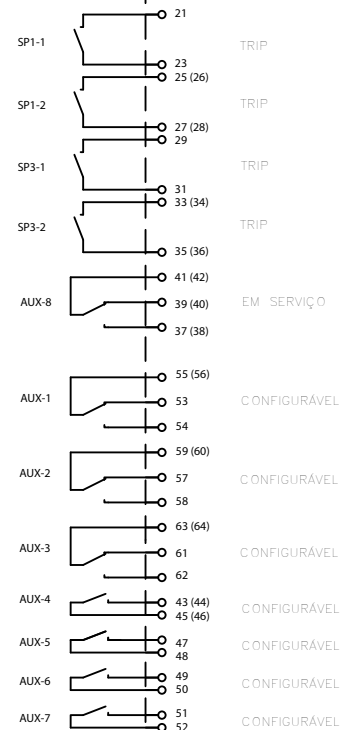 21
SP1-1 TRIP
23
25 (26)
SP1-2 TRIP
27 (28)
29
SP3-1 TRIP
31
33 (34)
SP3-2 TRIP
35 (36)
41 (42)
AUX-8 39 (40) EM SERVIÇO
37 (38)
55 (56)
AUX-1 53 CONFIGURÁVEL
54
59 (60)
AUX-2 57 CONFIGURÁVEL
58
63 (64)
AUX-3 61 CONFIGURÁVEL
62
AUX-4 43 (44) CONFIGURÁVEL
45 (46)
AUX-5 47 CONFIGURÁVEL
48
AUX-6 49 CONFIGURÁVEL
50
AUX-7 51 CONFIGURÁVEL
52